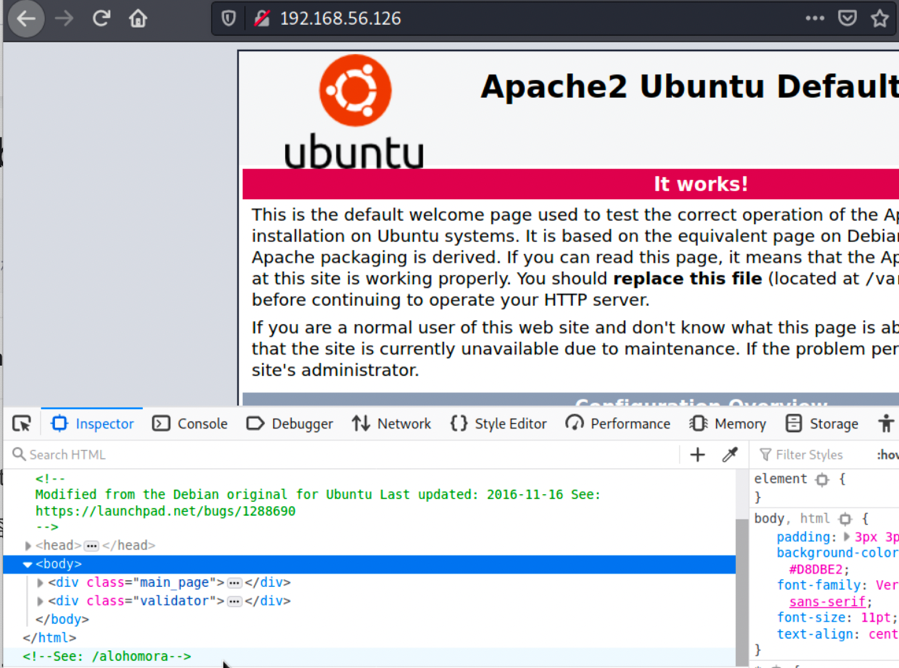 192.168.56.126
Apache2 Ubuntu Default
ubuntu
It works!
This is the default welcome page used to test the correct operation of the Ap
installation on Ubuntu systems. It is based on the equivalent page on Debia
Apache packaging is derived. If you can read this page, it means that the Ap
at this site is working properly. You should replace this file (located at /va
before continuing to operate your HTTP server.
If you are a normal user of this web site and don't know what this page is ab
that the site is currently unavailable due to maintenance. If the problem per
site's administrator.
Configuration Overview
Inspector Console Debugger Network Style Editor Performance Memory Storage
Search HTML Filter Styles :hov
<!--
Modified from the Debian original for Ubuntu Last updated: 2016-11-16 See:
https://launchpad.net/bugs/1288690
-->
<head> </head>
<body>
<div class="main_page"> </div>
<div class="validator"> </div>
</body>
</html>
<!--See: /alohomora-->
element {
}
body, html {
padding: 3px 3p
background-color
#D8DBE2;
font-family: Ver
sans-serif;
font-size: 11pt;
text-align: cent
}